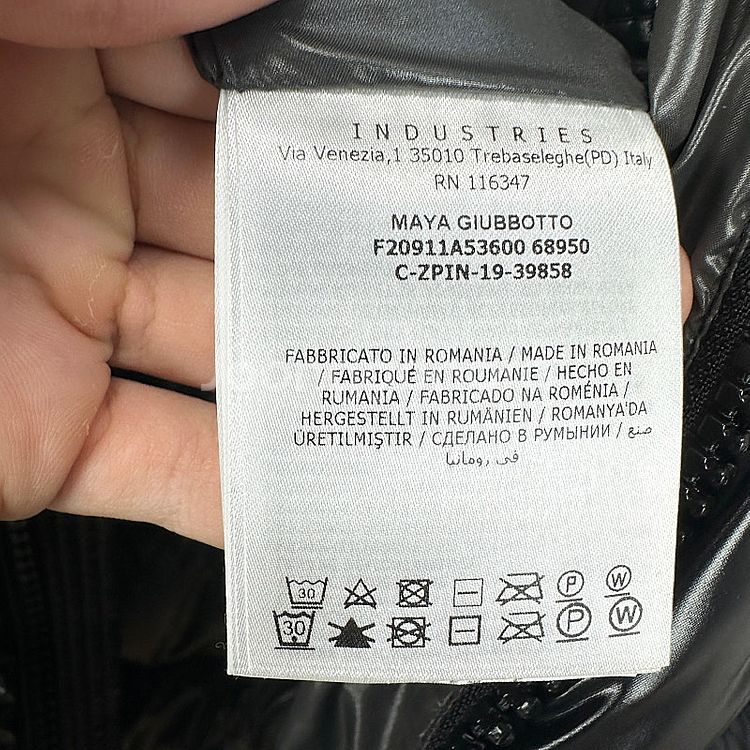 INDUSTRIES
Via Venezia,1 35010 Trebaseleghe(PD) Italy
RN 116347
MAYA GIUBBOTTO
F20911A53600 68950
C-ZPIN-19-39858
FABBRICATO IN ROMANIA / MADE IN ROMANIA
/ FABRIQUÉ EN ROUMANIE / HECHO EN
RUMANIA / FABRICADO NA ROMÉNIA /
HERGESTELLT IN RUMÄNIEN / ROMANYA'DA
ÜRETILMIŞTIR / СДЕЛАНО В РУМЫНИИ / صنع
في رومانيا
30 P W
30 P W